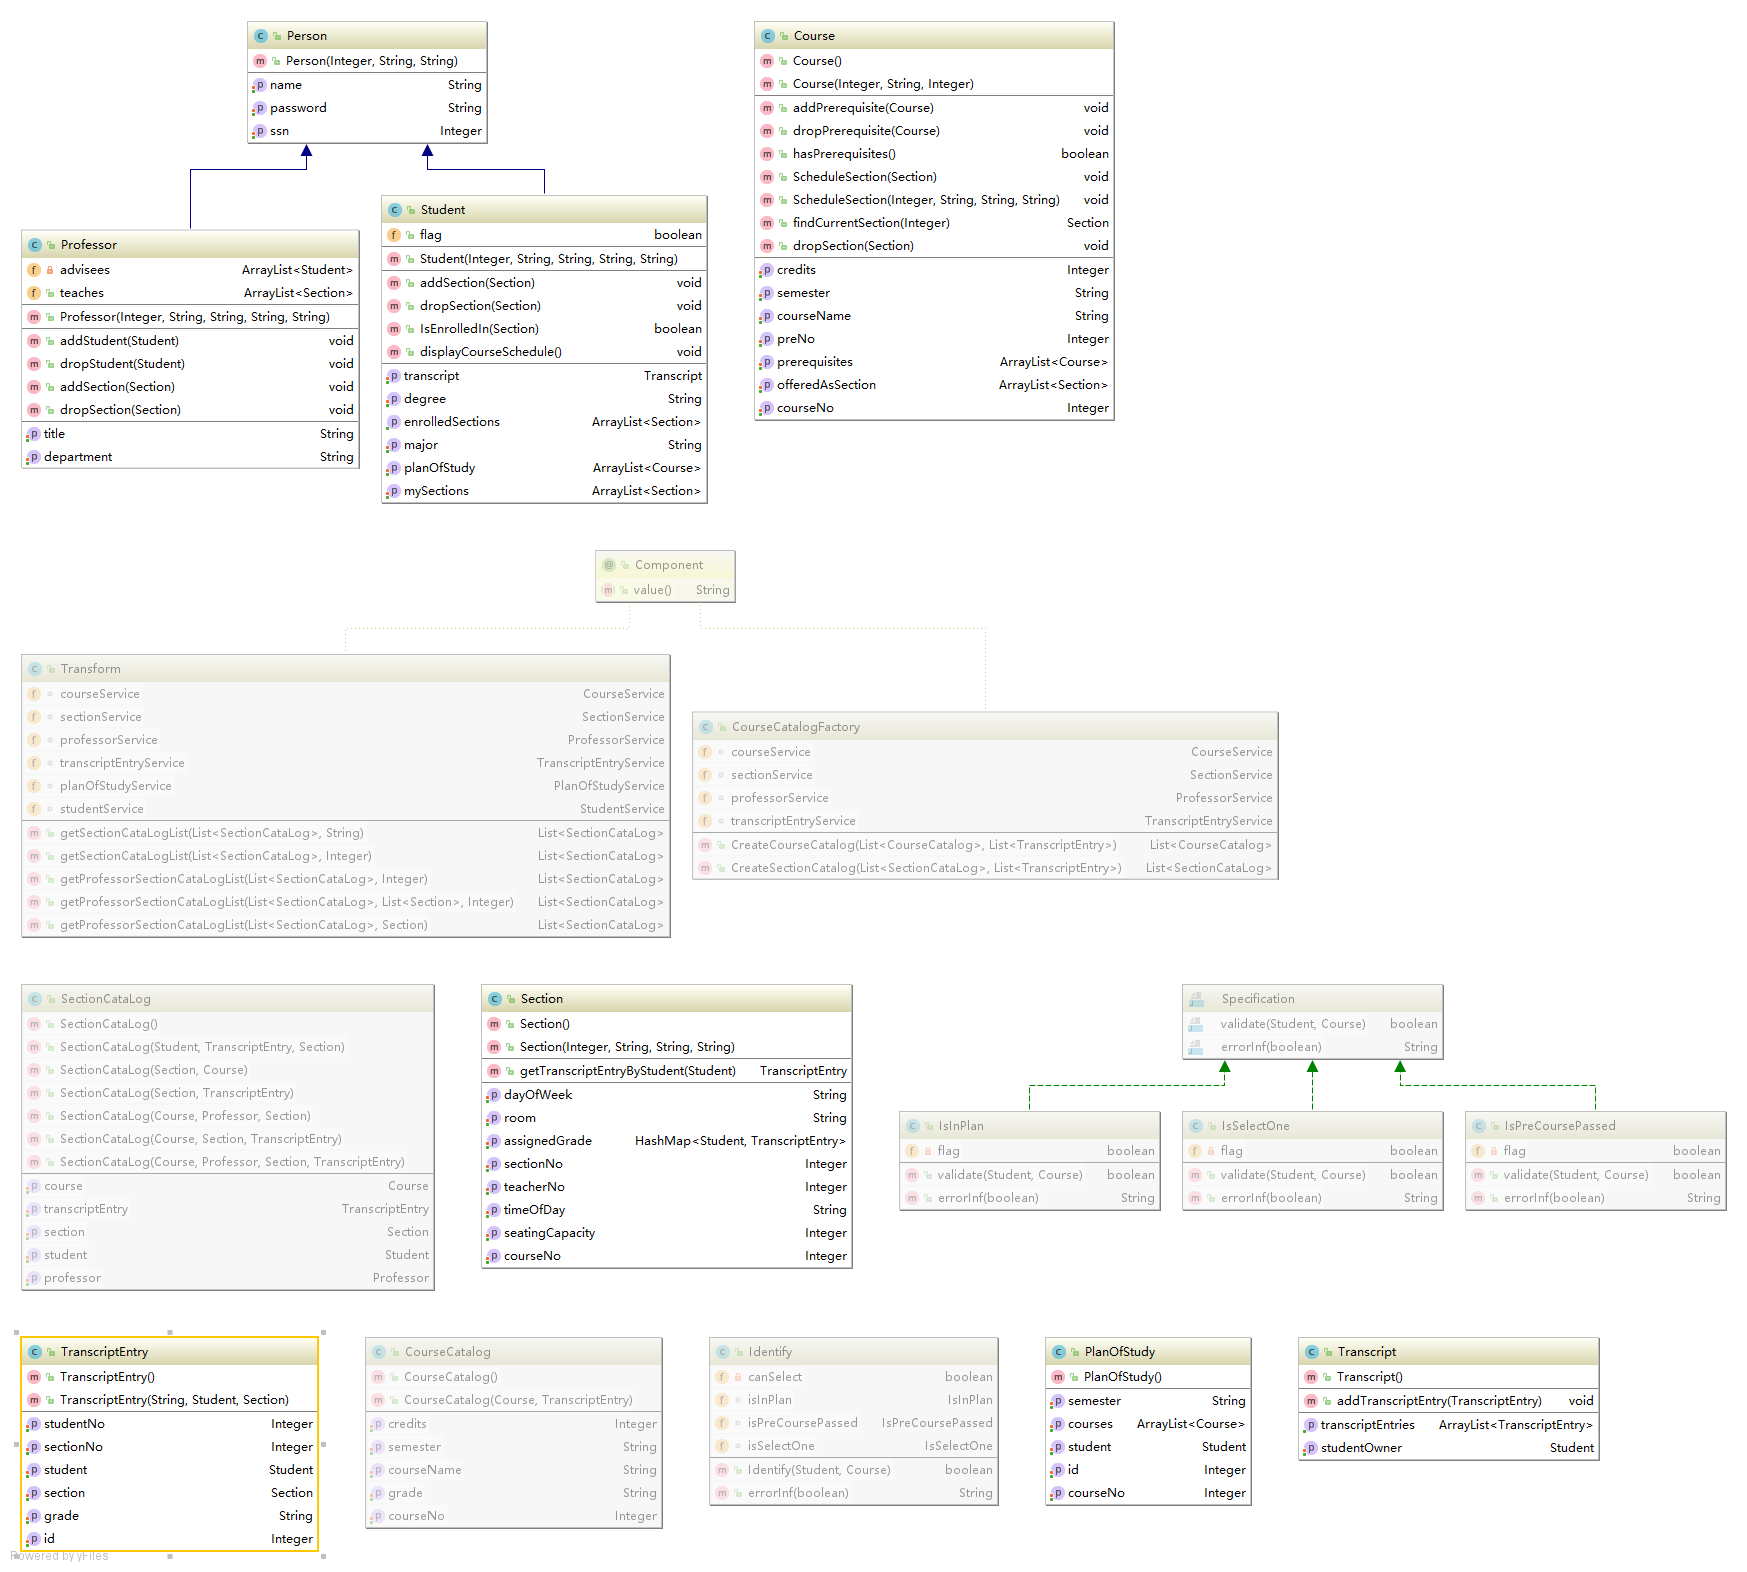 Person
Person(Integer, String, String)
name String
password String
ssn Integer
Course
Course()
Course(Integer, String, Integer)
addPrerequisite(Course) void
dropPrerequisite(Course) void
hasPrerequisites() boolean
ScheduleSection(Section) void
ScheduleSection(Integer, String, String, String) void
findCurrentSection(Integer) Section
dropSection(Section) void
credits Integer
semester String
courseName String
preNo Integer
prerequisites ArrayList<Course>
offeredAsSection ArrayList<Section>
courseNo Integer
Professor
advisees ArrayList<Student>
teaches ArrayList<Section>
Professor(Integer, String, String, String, String)
addStudent(Student) void
dropStudent(Student) void
addSection(Section) void
dropSection(Section) void
title String
department String
Student
flag boolean
Student(Integer, String, String, String, String)
addSection(Section) void
dropSection(Section) void
IsEnrolledIn(Section) boolean
displayCourseSchedule() void
transcript Transcript
degree String
enrolledSections ArrayList<Section>
major String
planOfStudy ArrayList<Course>
mySections ArrayList<Section>
Component
value() String
Transform
courseService CourseService
sectionService SectionService
professorService ProfessorService
transcriptEntryService TranscriptEntryService
planOfStudyService PlanOfStudyService
studentService StudentService
getSectionCataLogList(List<SectionCataLog>, String) List<SectionCataLog>
getSectionCataLogList(List<SectionCataLog>, Integer) List<SectionCataLog>
getProfessorSectionCataLogList(List<SectionCataLog>, Integer) List<SectionCataLog>
getProfessorSectionCataLogList(List<SectionCataLog>, List<Section>, Integer) List<SectionCataLog>
getProfessorSectionCataLogList(List<SectionCataLog>, Section) List<SectionCataLog>
CourseCatalogFactory
courseService CourseService
sectionService SectionService
professorService ProfessorService
transcriptEntryService TranscriptEntryService
CreateCourseCatalog(List<CourseCatalog>, List<TranscriptEntry>) List<CourseCatalog>
CreateSectionCatalog(List<SectionCataLog>, List<TranscriptEntry>) List<SectionCataLog>
SectionCataLog
SectionCataLog()
SectionCataLog(Student, TranscriptEntry, Section)
SectionCataLog(Section, Course)
SectionCataLog(Section, TranscriptEntry)
SectionCataLog(Course, Professor, Section)
SectionCataLog(Course, Section, TranscriptEntry)
SectionCataLog(Course, Professor, Section, TranscriptEntry)
course Course
transcriptEntry TranscriptEntry
section Section
student Student
professor Professor
Section
Section()
Section(Integer, String, String, String)
getTranscriptEntryByStudent(Student) TranscriptEntry
dayOfWeek String
room String
assignedGrade HashMap<Student, TranscriptEntry>
sectionNo Integer
teacherNo Integer
timeOfDay String
seatingCapacity Integer
courseNo Integer
Specification
validate(Student, Course) boolean
errorInf(boolean) String
IsInPlan
flag boolean
validate(Student, Course) boolean
errorInf(boolean) String
IsSelectOne
flag boolean
validate(Student, Course) boolean
errorInf(boolean) String
IsPreCoursePassed
flag boolean
validate(Student, Course) boolean
errorInf(boolean) String
TranscriptEntry
TranscriptEntry()
TranscriptEntry(String, Student, Section)
studentNo Integer
sectionNo Integer
student Student
section Section
grade String
id Integer
CourseCatalog
CourseCatalog()
CourseCatalog(Course, TranscriptEntry)
credits Integer
semester String
courseName String
grade String
courseNo Integer
Identify
canSelect boolean
isInPlan IsInPlan
isPreCoursePassed IsPreCoursePassed
isSelectOne IsSelectOne
Identify(Student, Course) boolean
errorInf(boolean) String
PlanOfStudy
PlanOfStudy()
semester String
courses ArrayList<Course>
student Student
id Integer
courseNo Integer
Transcript
Transcript()
addTranscriptEntry(TranscriptEntry) void
transcriptEntries ArrayList<TranscriptEntry>
studentOwner Student
Powered by yFiles